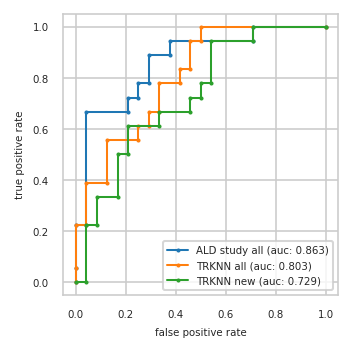 1.0
0.8
0.6
0.4
0.2
0.0
true positive rate
ALD study all (auc: 0.863)
TRKNN all (auc: 0.803)
TRKNN new (auc: 0.729)
0.0 0.2 0.4 0.6 0.8 1.0
false positive rate